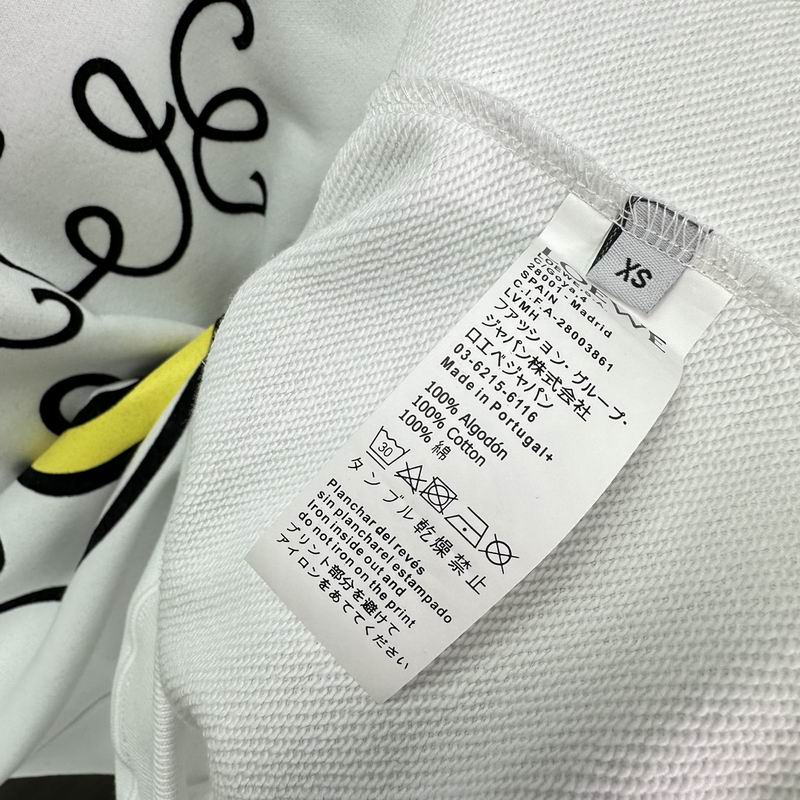 XS
LOEWE
LOEWE S.A.
C/Goya.4
28001 - Madrid
SPAIN
C.I.F.A-28003861
LVMH
ファッション・グループ・
ジャパン株式会社
ロエベジャパン
03-6215-6116
Made in Portugal+
100% Algodón
100% Cotton
100% 綿
30
タンブル乾燥禁止
Planchar del revés
sin plancharel estampado
Iron inside out and
do not iron on the print
プリント部分を避けて
アイロンをあててください